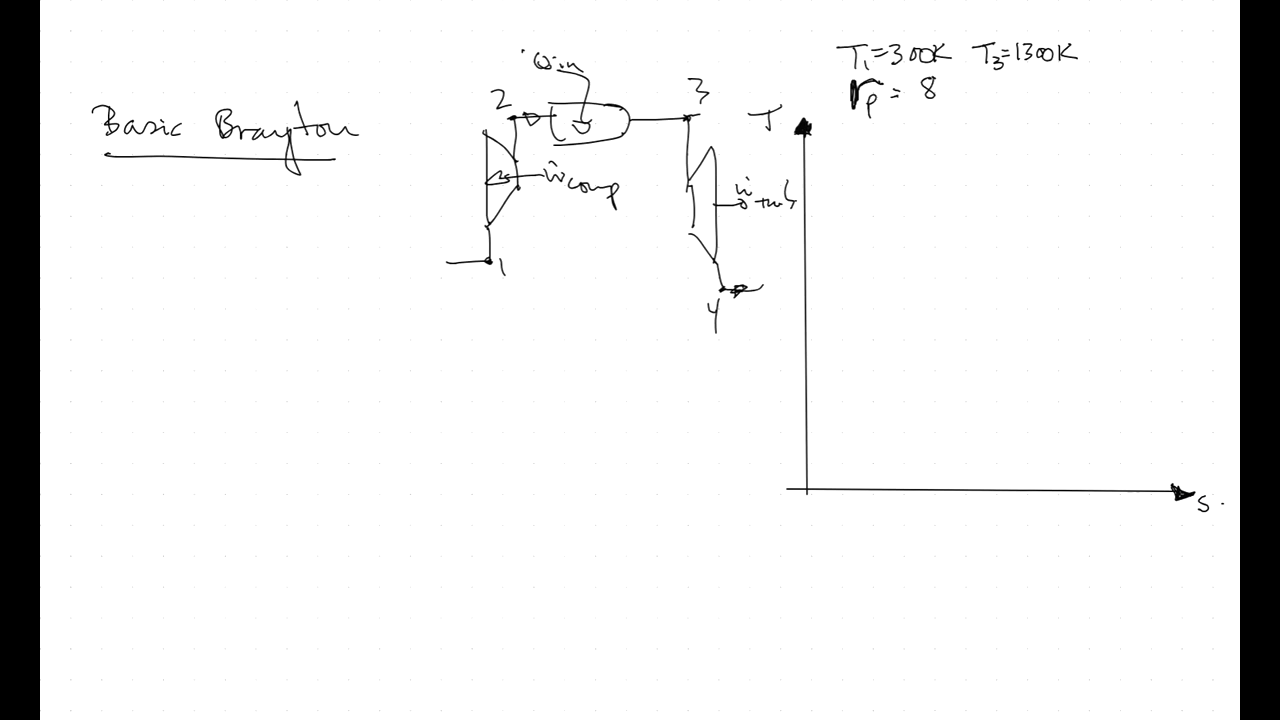 Basic Brayton
Q̇in
2
3
ẇcomp
ẇturb
1
4
T₁=300K T₃=1300K
rₚ = 8
T
s